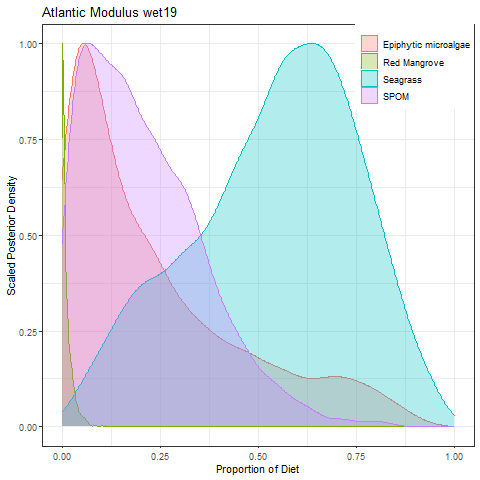 Atlantic Modulus wet19
Epiphytic microalgae
Red Mangrove
Seagrass
SPOM
Scaled Posterior Density
1.00
0.75
0.50
0.25
0.00
0.00 0.25 0.50 0.75 1.00
Proportion of Diet